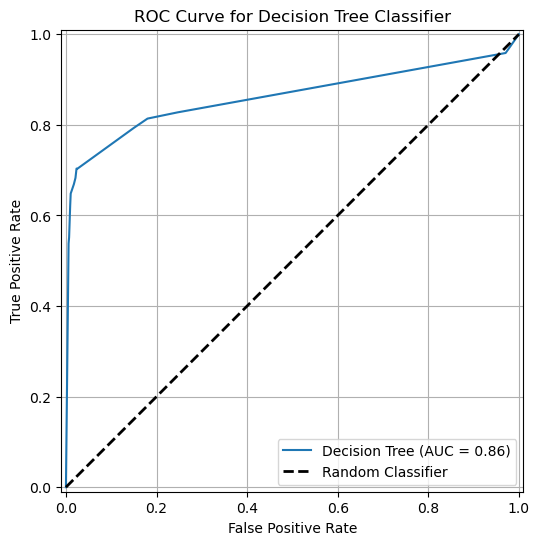 ROC Curve for Decision Tree Classifier
1.0
0.8
0.6
0.4
0.2
0.0
True Positive Rate
Decision Tree (AUC = 0.86)
Random Classifier
0.0 0.2 0.4 0.6 0.8 1.0
False Positive Rate